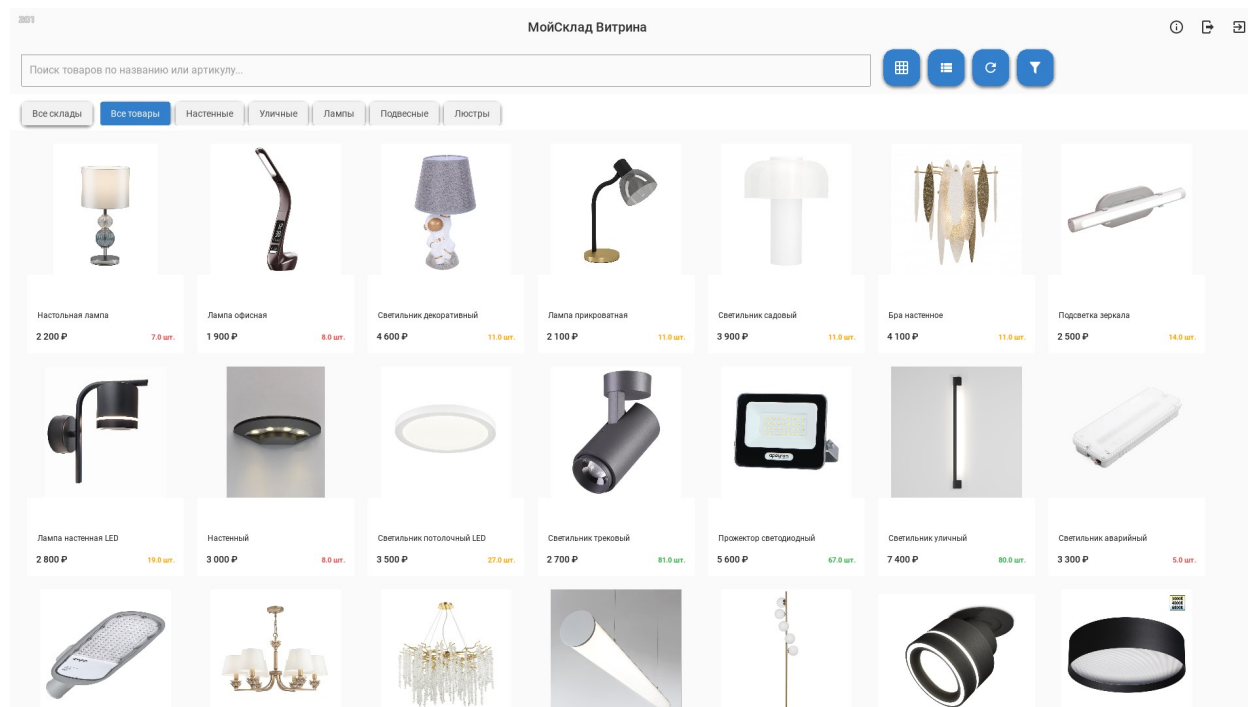 МойСклад Витрина
Поиск товаров по названию или артикулу...
Все склады Все товары Настенные Уличные Лампы Подвесные Люстры
Настольная лампа
2 200 ₽ 7.0 шт.
Лампа офисная
1 900 ₽ 8.0 шт.
Светильник декоративный
4 600 ₽ 11.0 шт.
Лампа прикроватная
2 100 ₽ 11.0 шт.
Светильник садовый
3 900 ₽ 11.0 шт.
Бра настенное
4 100 ₽ 11.0 шт.
Подсветка зеркала
2 500 ₽ 14.0 шт.
Лампа настенная LED
2 800 ₽ 19.0 шт.
Настенный
3 000 ₽ 8.0 шт.
Светильник потолочный LED
3 500 ₽ 27.0 шт.
Светильник трековый
2 700 ₽ 81.0 шт.
apeyron
Прожектор светодиодный
5 600 ₽ 67.0 шт.
Светильник уличный
7 400 ₽ 80.0 шт.
Светильник аварийный
3 300 ₽ 5.0 шт.